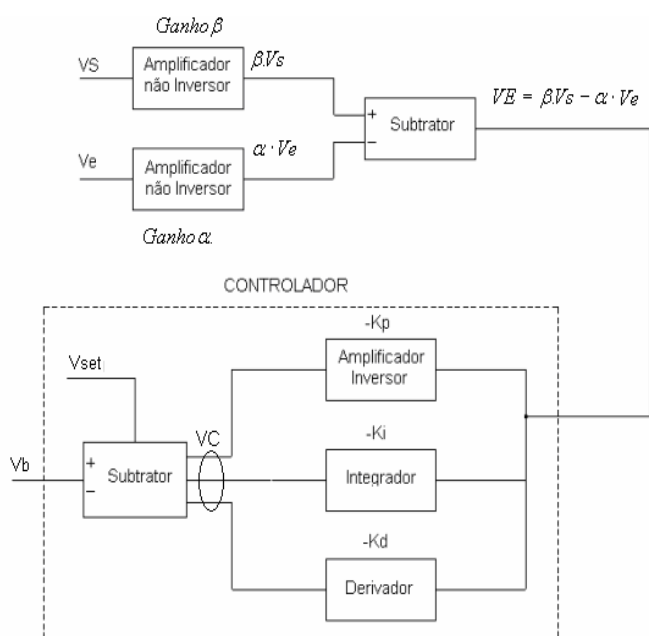 Ganho β
VS
Amplificador
não Inversor
β.Vs
VE = β.Vs − α · Ve
+
−
Subtrator
Ve
Amplificador
não Inversor
α · Ve
Ganho α.
CONTROLADOR
-Kp
Amplificador
Inversor
Vset
VC
-Ki
Vb
+
−
Subtrator
Integrador
-Kd
Derivador